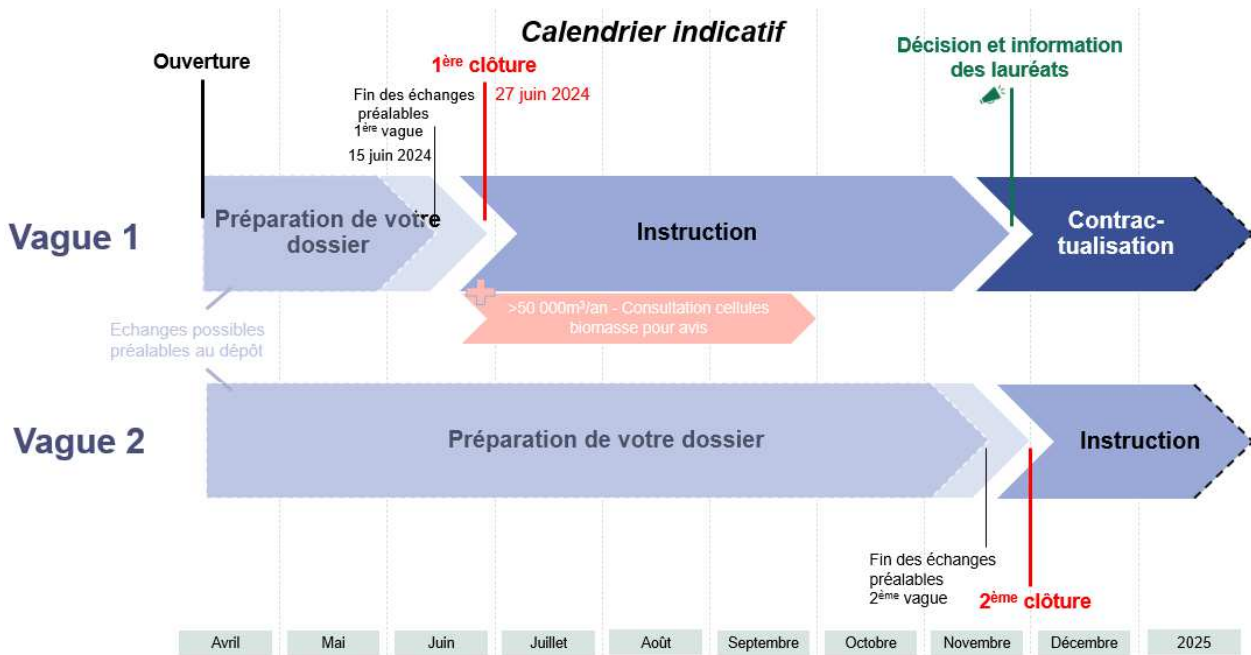 Calendrier indicatif
Ouverture
1ère clôture
27 juin 2024
Fin des échanges
préalables
1ère vague
15 juin 2024
Décision et information
des lauréats
Vague 1
Préparation de votre
dossier
Instruction
Contrac-
tualisation
>50 000m³/an - Consultation cellules
biomasse pour avis
Echanges possibles
préalables au dépôt
Vague 2
Préparation de votre dossier
Instruction
Fin des échanges
préalables
2ème vague
2ème clôture
Avril
Mai
Juin
Juillet
Août
Septembre
Octobre
Novembre
Décembre
2025